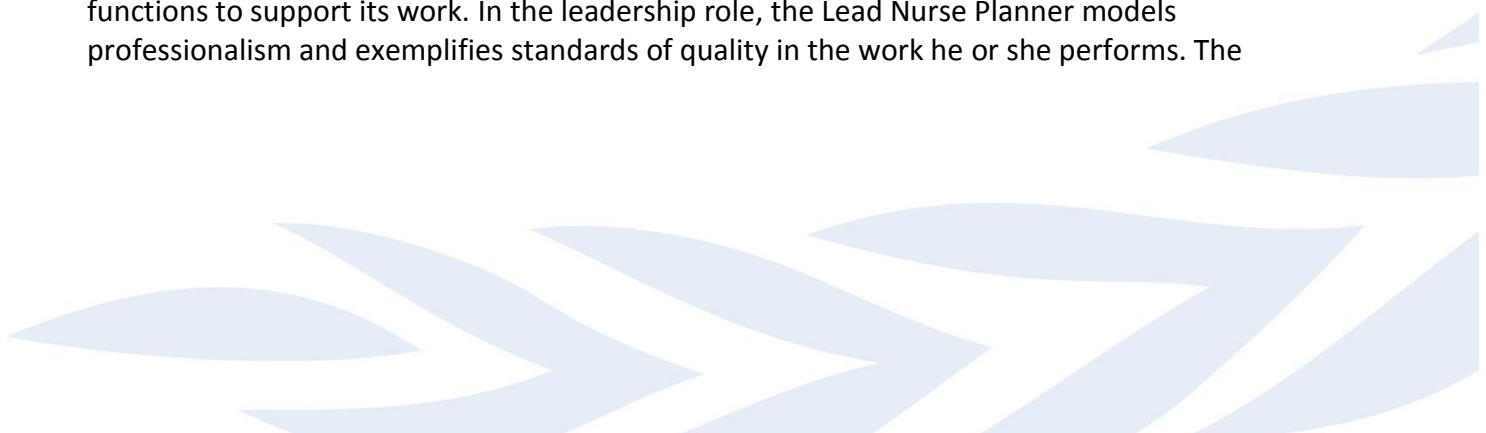 functions to support its work. In the leadership role, the Lead Nurse Planner models
professionalism and exemplifies standards of quality in the work he or she performs. The